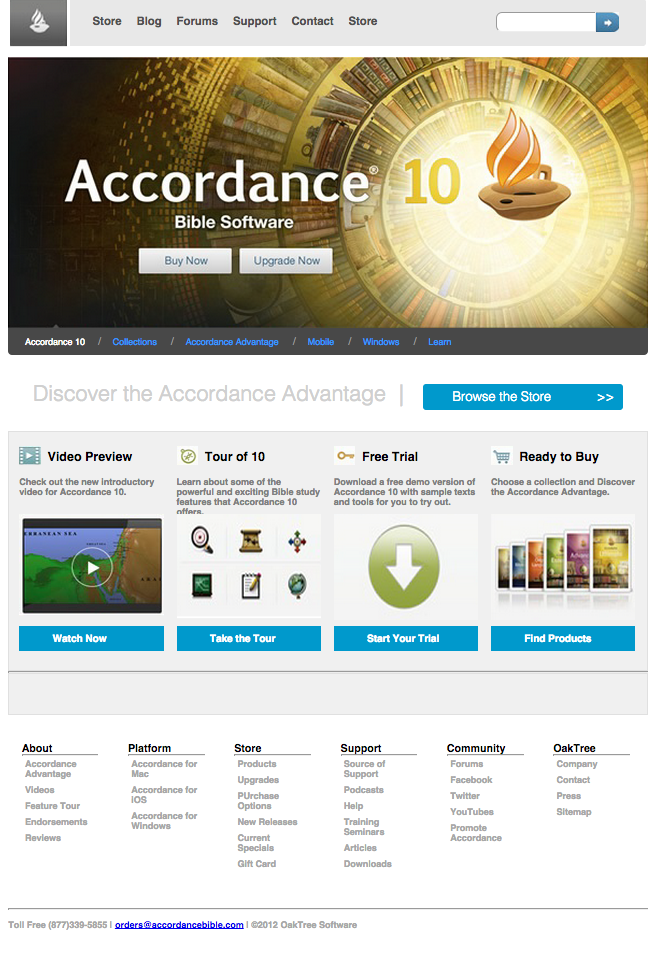 Store Blog Forums Support Contact Store
Accordance® 10
Bible Software
Buy Now Upgrade Now
Accordance 10 / Collections / Accordance Advantage / Mobile / Windows / Learn
Discover the Accordance Advantage | Browse the Store >>
Video Preview
Check out the new introductory
video for Accordance 10.
RRANEAN SEA
Watch Now
Tour of 10
Learn about some of the
powerful and exciting Bible study
features that Accordance 10
offers.
Take the Tour
Free Trial
Download a free demo version of
Accordance 10 with sample texts
and tools for you to try out.
Start Your Trial
Ready to Buy
Choose a collection and Discover
the Accordance Advantage.
Find Products
About
Accordance
Advantage
Videos
Feature Tour
Endorsements
Reviews
Platform
Accordance for
Mac
Accordance for
iOS
Accordance for
Windows
Store
Products
Upgrades
PUrchase
Options
New Releases
Current
Specials
Gift Card
Support
Source of
Support
Podcasts
Help
Training
Seminars
Articles
Downloads
Community
Forums
Facebook
Twitter
YouTubes
Promote
Accordance
OakTree
Company
Contact
Press
Sitemap
Toll Free (877)339-5855 | orders@accordancebible.com | ©2012 OakTree Software